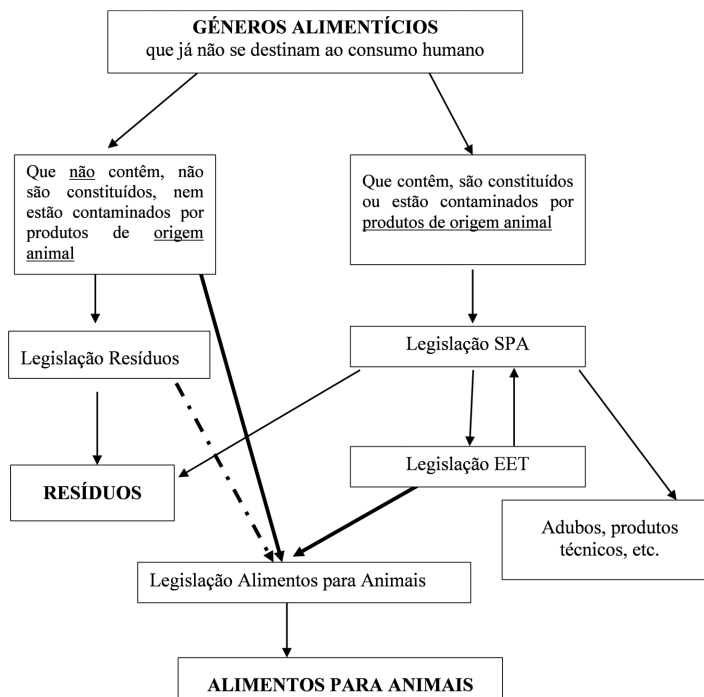 GÉNEROS ALIMENTÍCIOS
que já não se destinam ao consumo humano
Que não contêm, não
são constituídos, nem
estão contaminados por
produtos de origem
animal
Que contêm, são constituídos
ou estão contaminados por
produtos de origem animal
Legislação Resíduos
Legislação SPA
RESÍDUOS
Legislação EET
Adubos, produtos
técnicos, etc.
Legislação Alimentos para Animais
ALIMENTOS PARA ANIMAIS